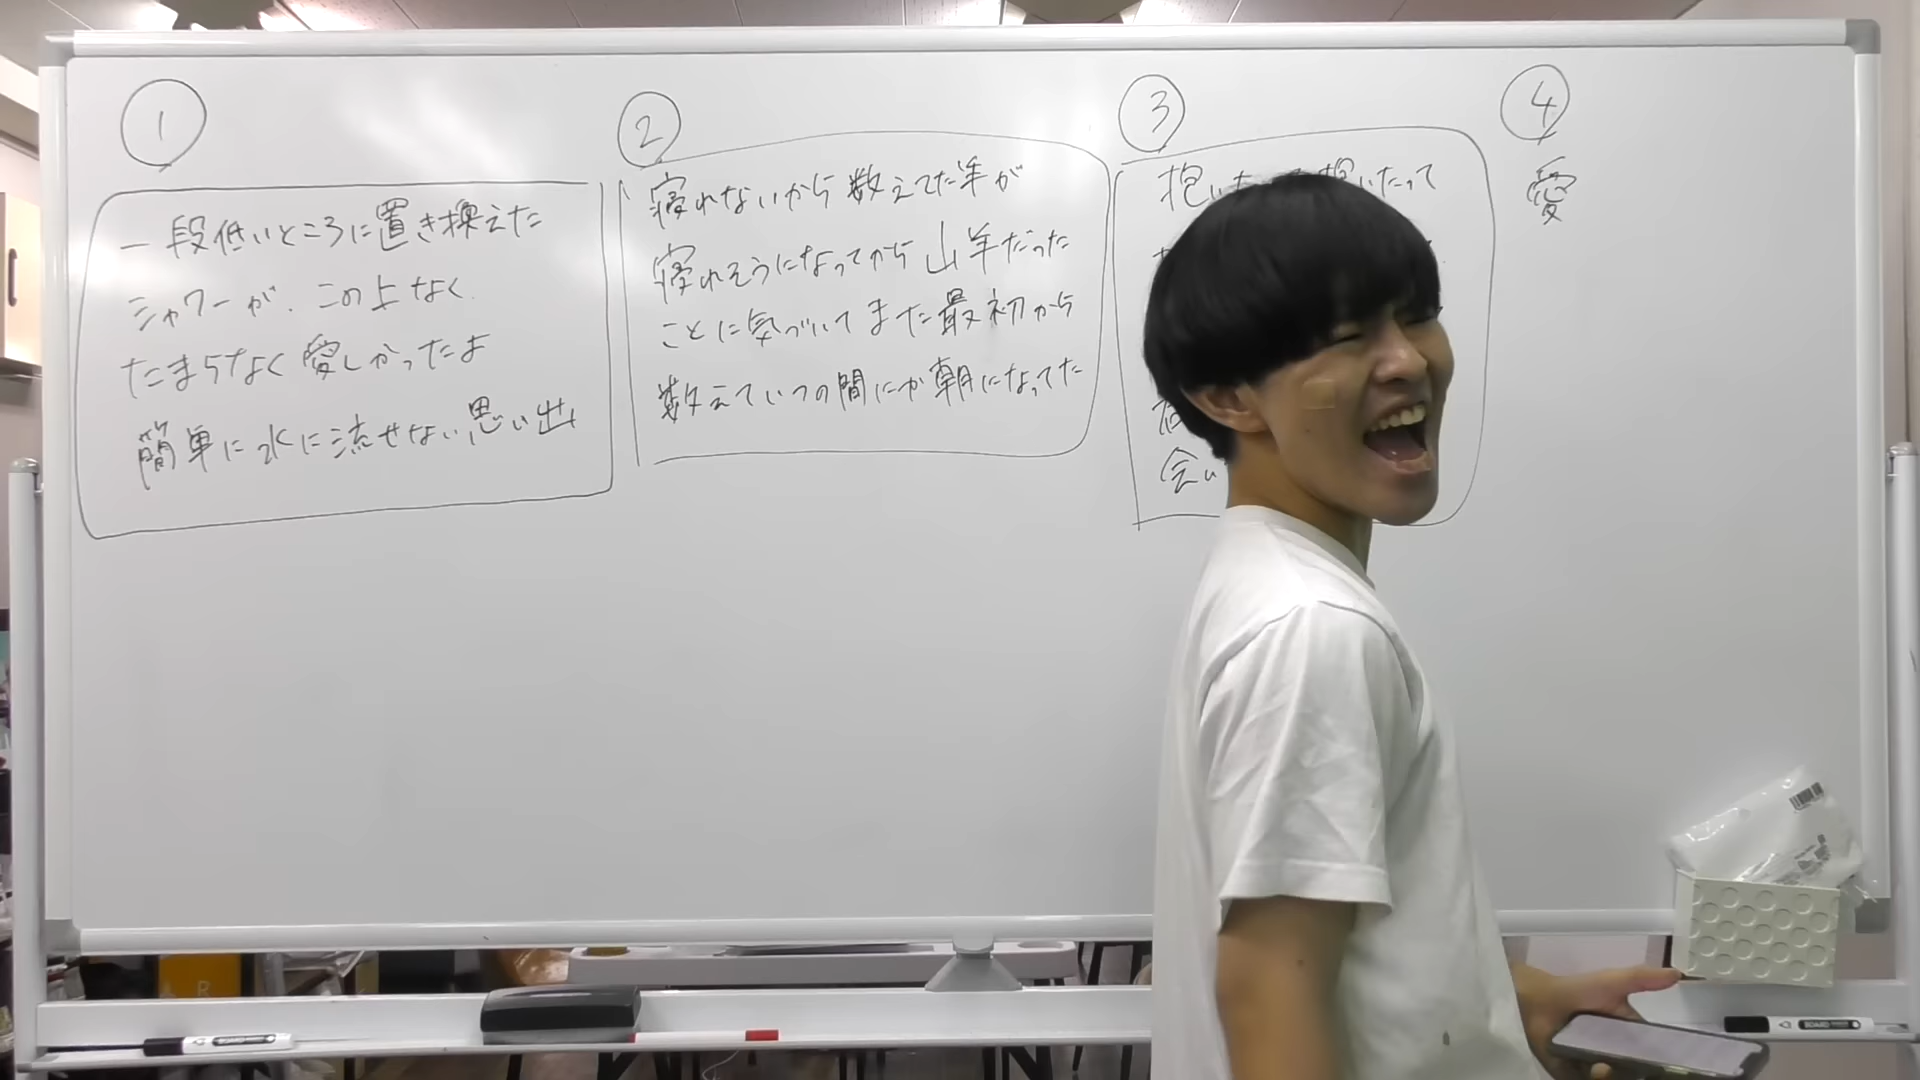 ①
一段低いところに置き換えた
シャワーが、この上なく
たまらなく愛しかったよ
簡単に水に流せない思い出
②
寝れないから数えてた羊が
寝れそうになってから山羊だった
ことに気づいてまた最初から
数えていつの間にか朝になってた
③
抱い
抱いたって
会い
④
愛